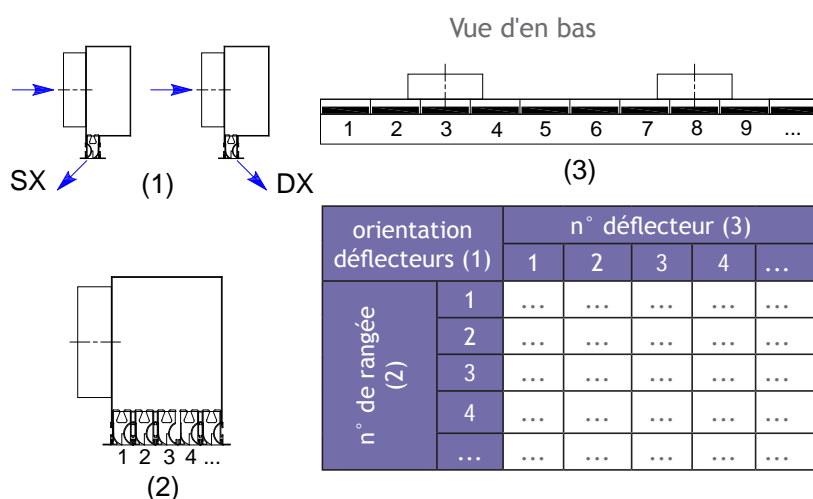 Vue d'en bas
1 2 3 4 5 6 7 8 9 ...
(3)
SX (1) DX
1 2 3 4 ...
(2)
orientation
déflecteurs (1)
n° déflecteur (3)
1 2 3 4 ...
n° de rangée
(2)
1 ... ... ... ... ...
2 ... ... ... ... ...
3 ... ... ... ... ...
4 ... ... ... ... ...
... ... ... ... ... ...